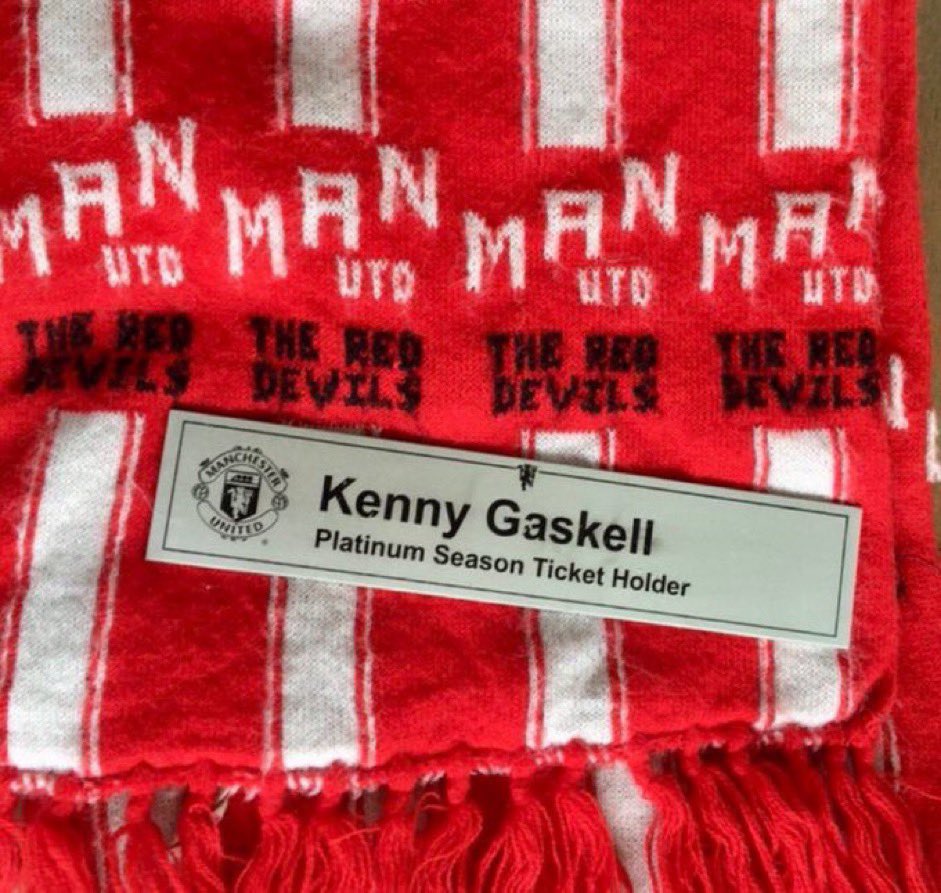 MAN MAN MAN MA
UTD UTD UTD UTD
THE RED THE RED THE RED THE RED
DEVILS DEVILS DEVILS DEVILS
MANCHESTER
UNITED
Kenny Gaskell
Platinum Season Ticket Holder